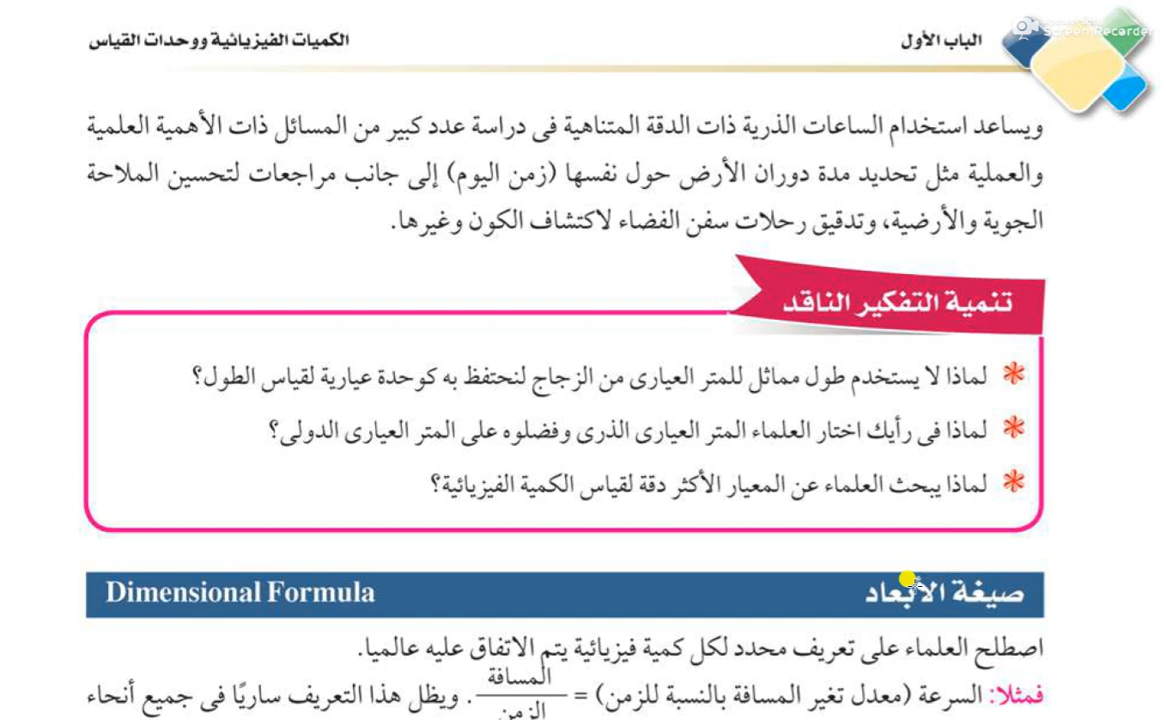 الباب الأول
الكميات الفيزيائية ووحدات القياس
ScreenRecorder
ويساعد استخدام الساعات الذرية ذات الدقة المتناهية فى دراسة عدد كبير من المسائل ذات الأهمية العلمية
والعملية مثل تحديد مدة دوران الأرض حول نفسها (زمن اليوم) إلى جانب مراجعات لتحسين الملاحة
الجوية والأرضية، وتدقيق رحلات سفن الفضاء لاكتشاف الكون وغيرها.
تنمية التفكير الناقد
لماذا لا يستخدم طول مماثل للمتر العيارى من الزجاج لنحتفظ به كوحدة عيارية لقياس الطول؟
لماذا فى رأيك اختار العلماء المتر العيارى الذرى وفضلوه على المتر العيارى الدولى؟
لماذا يبحث العلماء عن المعيار الأكثر دقة لقياس الكمية الفيزيائية؟
صيغة الأبعاد
Dimensional Formula
اصطلح العلماء على تعريف محدد لكل كمية فيزيائية يتم الاتفاق عليه عالميا.
فمثلا: السرعة (معدل تغير المسافة بالنسبة للزمن) = المسافة / الزمن . ويظل هذا التعريف ساريًا فى جميع أنحاء